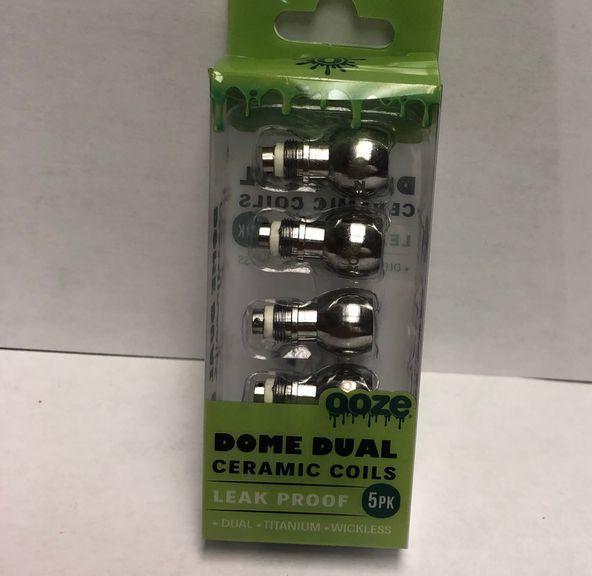 ooze
DOME DUAL
CERAMIC COILS
LEAK PROOF 5PK
• DUAL • TITANIUM • WICKLESS